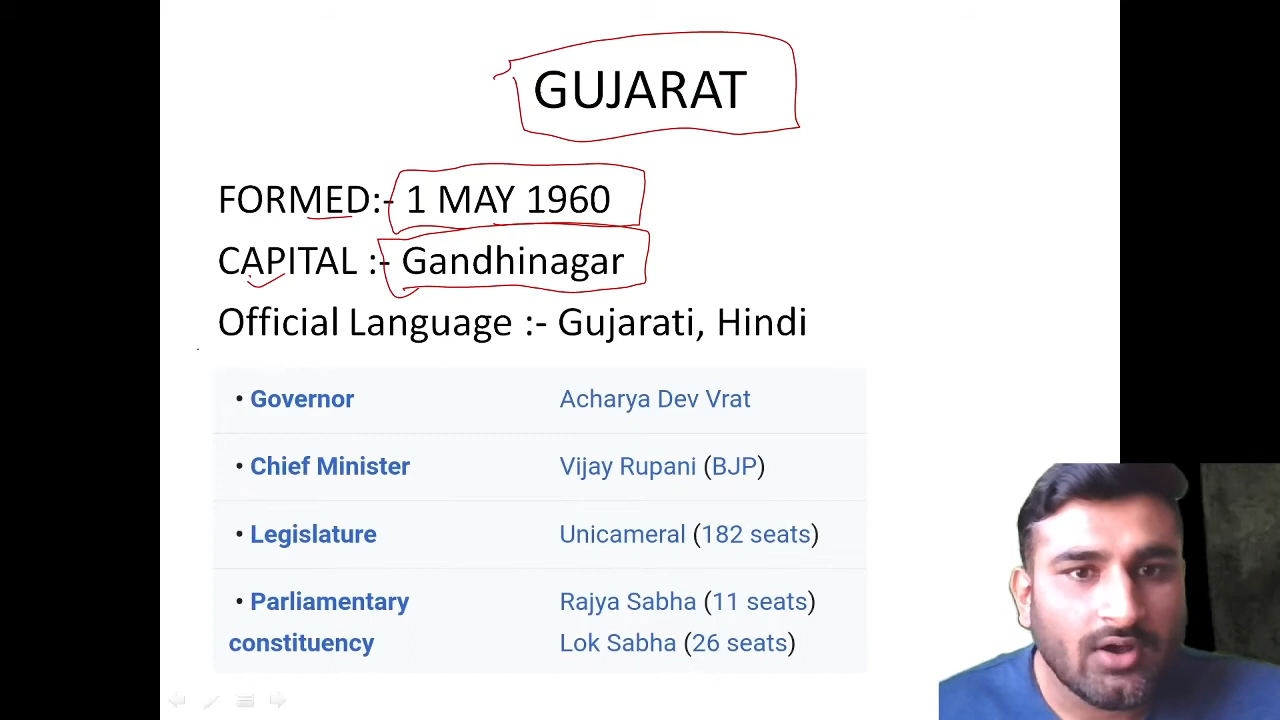 GUJARAT
FORMED:- 1 MAY 1960
CAPITAL :- Gandhinagar
Official Language :- Gujarati, Hindi
• Governor Acharya Dev Vrat
• Chief Minister Vijay Rupani (BJP)
• Legislature Unicameral (182 seats)
• Parliamentary Rajya Sabha (11 seats)
constituency Lok Sabha (26 seats)